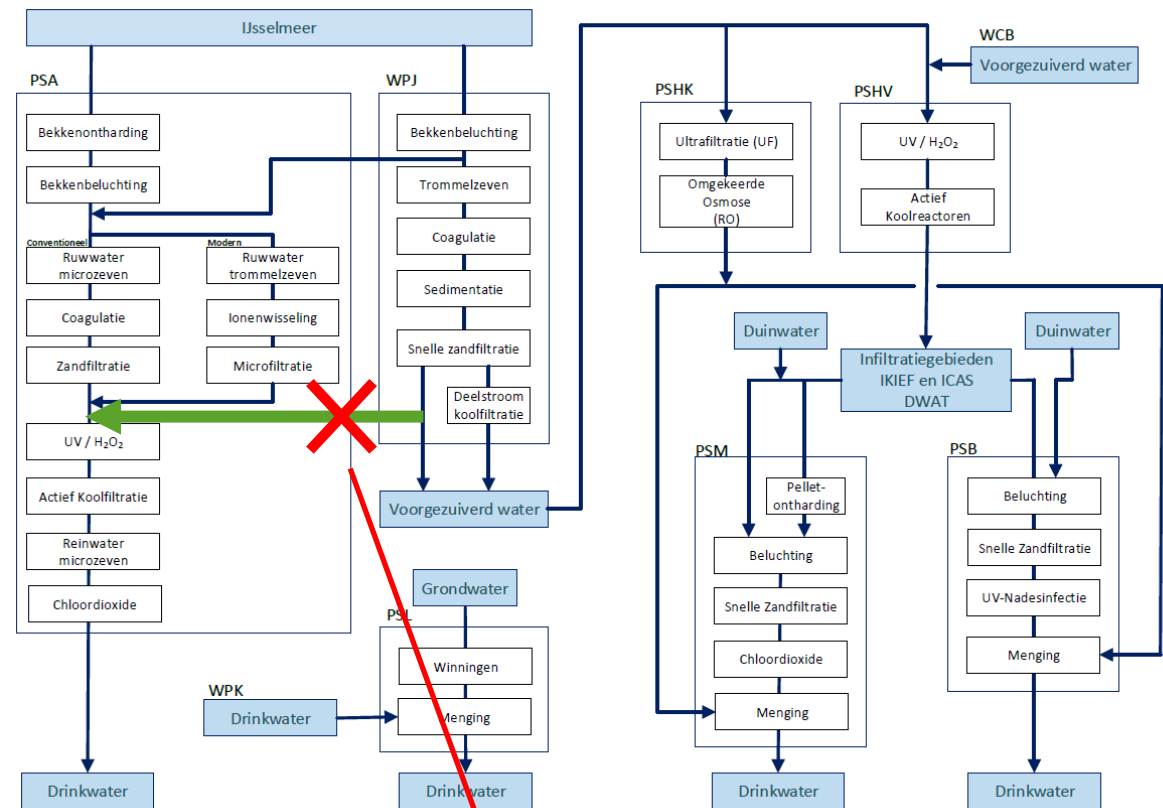 IJsselmeer
PSA
Bekkenontharding
Bekkenbeluchting
Conventioneel
Ruwwater
microzeven
Coagulatie
Zandfiltratie
Modern
Ruwwater
trommelzeven
Ionenwisseling
Microfiltratie
UV / H₂O₂
Actief Koolfiltratie
Reinwater
microzeven
Chloordioxide
Drinkwater
WPJ
Bekkenbeluchting
Trommelzeven
Coagulatie
Sedimentatie
Snelle zandfiltratie
Deelstroom
koolfiltratie
Voorgezuiverd water
Grondwater
PSL
Winningen
Menging
WPK
Drinkwater
Drinkwater
PSHK
Ultrafiltratie (UF)
Omgekeerde
Osmose
(RO)
WCB
Voorgezuiverd water
PSHV
UV / H₂O₂
Actief
Koolreactoren
Duinwater
Infiltratiegebieden
IKIEF en ICAS
DWAT
Duinwater
PSM
Pellet-
ontharding
Beluchting
Snelle Zandfiltratie
Chloordioxide
Menging
Drinkwater
PSB
Beluchting
Snelle Zandfiltratie
UV-Nadesinfectie
Menging
Drinkwater